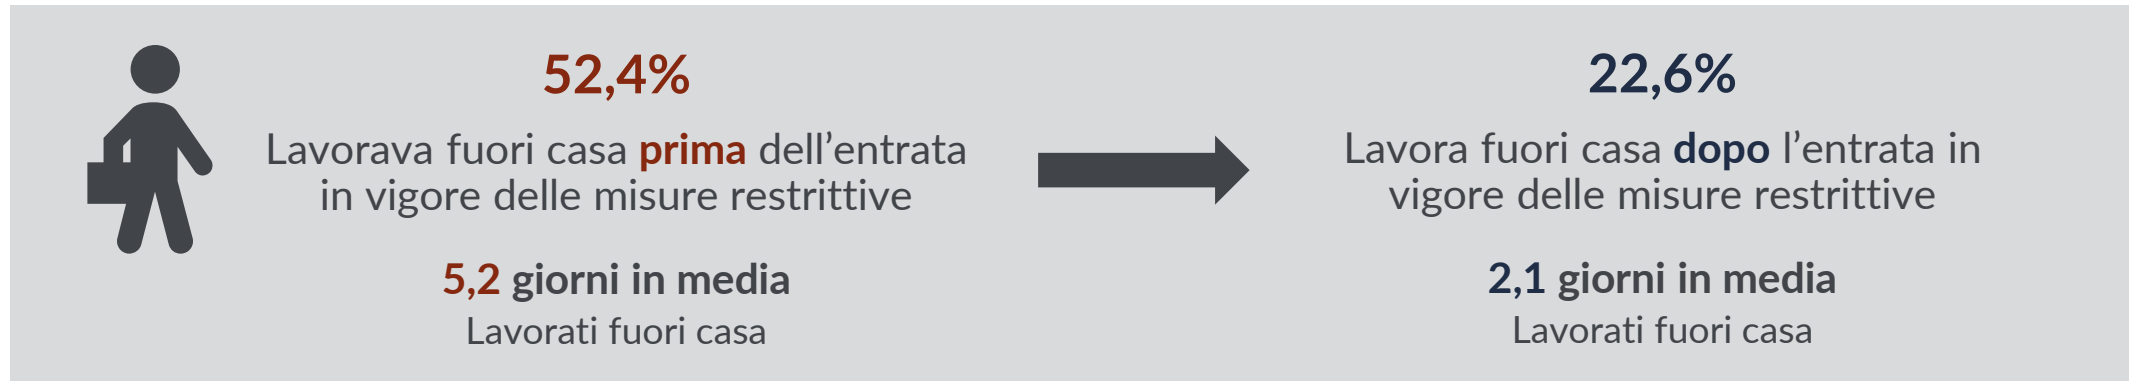 52,4%
Lavorava fuori casa prima dell’entrata
in vigore delle misure restrittive
5,2 giorni in media
Lavorati fuori casa
22,6%
Lavora fuori casa dopo l’entrata in
vigore delle misure restrittive
2,1 giorni in media
Lavorati fuori casa